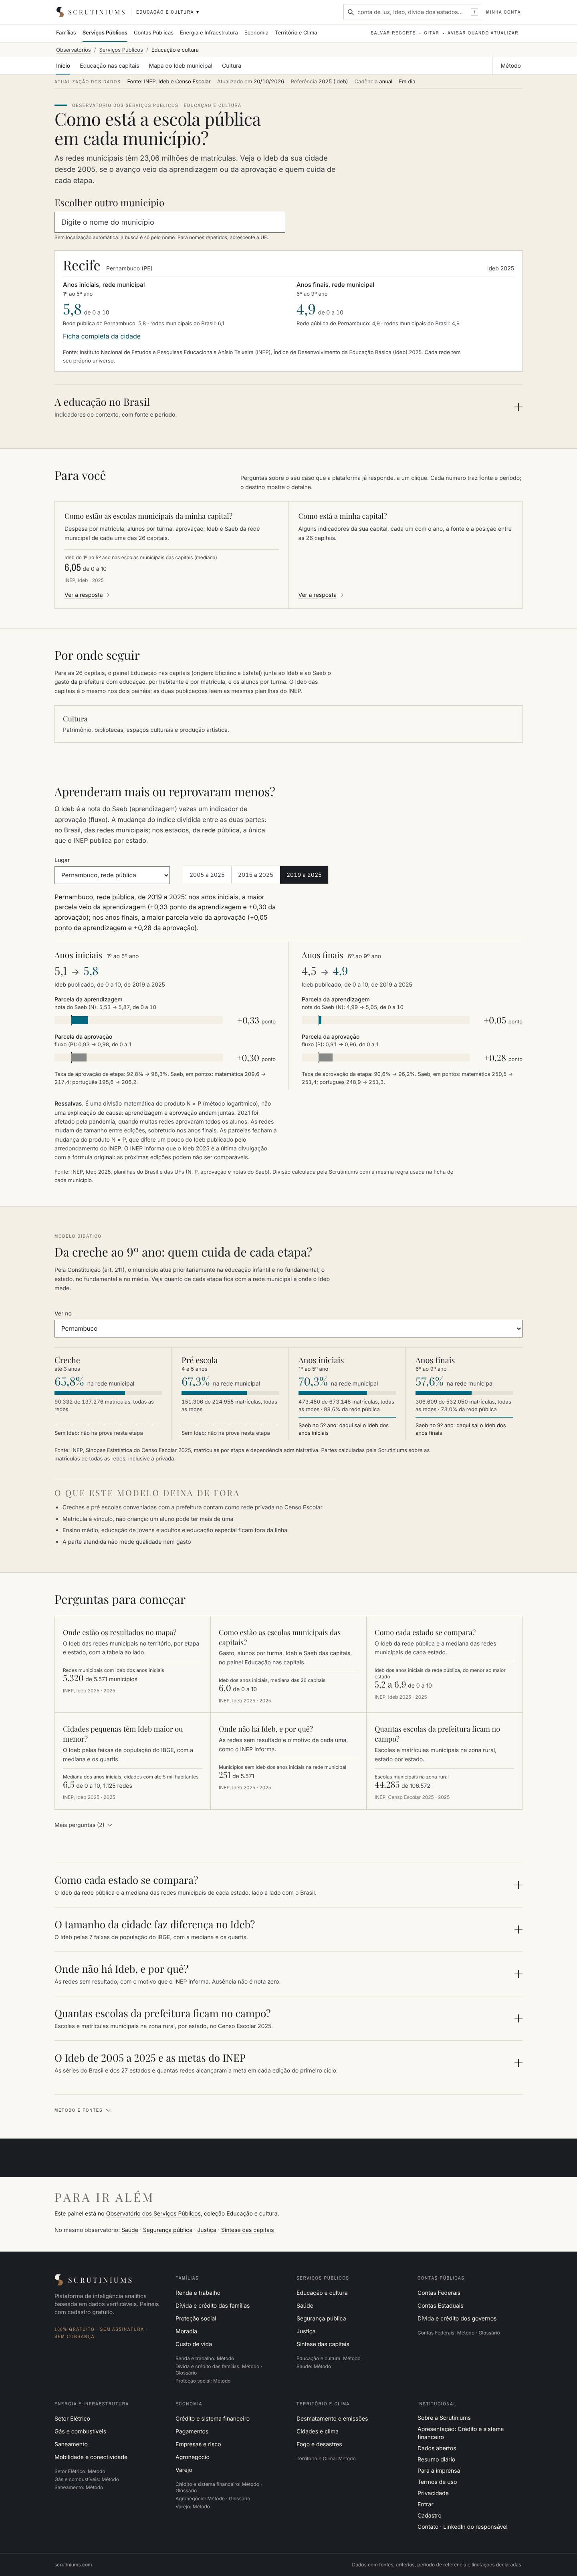 SCRUTINIUMS
EDUCAÇÃO E CULTURA ▾
conta de luz, Ideb, dívida dos estados…
/
MINHA CONTA
Famílias Serviços Públicos Contas Públicas Energia e Infraestrutura Economia Território e Clima
SALVAR RECORTE · CITAR · AVISAR QUANDO ATUALIZAR
Observatórios / Serviços Públicos / Educação e cultura
Início Educação nas capitais Mapa do Ideb municipal Cultura Método
ATUALIZAÇÃO DOS DADOS Fonte: INEP, Ideb e Censo Escolar Atualizado em 20/10/2026 Referência 2025 (Ideb) Cadência anual Em dia
OBSERVATÓRIO DOS SERVIÇOS PÚBLICOS · EDUCAÇÃO E CULTURA
Como está a escola pública
em cada município?
As redes municipais têm 23,06 milhões de matrículas. Veja o Ideb da sua cidade
desde 2005, se o avanço veio da aprendizagem ou da aprovação e quem cuida de
cada etapa.
Escolher outro município
Digite o nome do município
Sem localização automática: a busca é só pelo nome. Para nomes repetidos, acrescente a UF.
Recife Pernambuco (PE)
Ideb 2025
Anos iniciais, rede municipal
1º ao 5º ano
5,8 de 0 a 10
Rede pública de Pernambuco: 5,8 · redes municipais do Brasil: 6,1
Anos finais, rede municipal
6º ao 9º ano
4,9 de 0 a 10
Rede pública de Pernambuco: 4,9 · redes municipais do Brasil: 4,9
Ficha completa da cidade
Fonte: Instituto Nacional de Estudos e Pesquisas Educacionais Anísio Teixeira (INEP), Índice de Desenvolvimento da Educação Básica (Ideb) 2025. Cada rede tem
seu próprio universo.
A educação no Brasil
Indicadores de contexto, com fonte e período.
Para você
Perguntas sobre o seu caso que a plataforma já responde, a um clique. Cada número traz fonte e período;
o destino mostra o detalhe.
Como estão as escolas municipais da minha capital?
Despesa por matrícula, alunos por turma, aprovação, Ideb e Saeb da rede
municipal de cada uma das 26 capitais.
Ideb do 1º ao 5º ano nas escolas municipais das capitais (mediana)
6,05 de 0 a 10
INEP, Ideb · 2025
Ver a resposta →
Como está a minha capital?
Alguns indicadores da sua capital, cada um com o ano, a fonte e a posição entre
as 26 capitais.
Ver a resposta →
Por onde seguir
Para as 26 capitais, o painel Educação nas capitais (origem: Eficiência Estatal) junta ao Ideb e ao Saeb o
gasto da prefeitura com educação, por habitante e por matrícula, e os alunos por turma. O Ideb das
capitais é o mesmo nos dois painéis: as duas publicações leem as mesmas planilhas do INEP.
Cultura
Patrimônio, bibliotecas, espaços culturais e produção artística.
Aprenderam mais ou reprovaram menos?
O Ideb é a nota do Saeb (aprendizagem) vezes um indicador de
aprovação (fluxo). A mudança do índice dividida entre as duas partes:
no Brasil, das redes municipais; nos estados, da rede pública, a única
que o INEP publica por estado.
Lugar
Pernambuco, rede pública
2005 a 2025 2015 a 2025 2019 a 2025
Pernambuco, rede pública, de 2019 a 2025: nos anos iniciais, a maior
parcela veio da aprendizagem (+0,33 ponto da aprendizagem e +0,30 da
aprovação); nos anos finais, a maior parcela veio da aprovação (+0,05
ponto da aprendizagem e +0,28 da aprovação).
Anos iniciais 1º ao 5º ano
5,1 → 5,8
Ideb publicado, de 0 a 10, de 2019 a 2025
Parcela da aprendizagem
nota do Saeb (N): 5,53 → 5,87, de 0 a 10
+0,33 ponto
Parcela da aprovação
fluxo (P): 0,93 → 0,98, de 0 a 1
+0,30 ponto
Taxa de aprovação da etapa: 92,8% → 98,3%. Saeb, em pontos: matemática 209,6 →
217,4; português 195,6 → 206,2.
Anos finais 6º ao 9º ano
4,5 → 4,9
Ideb publicado, de 0 a 10, de 2019 a 2025
Parcela da aprendizagem
nota do Saeb (N): 4,99 → 5,05, de 0 a 10
+0,05 ponto
Parcela da aprovação
fluxo (P): 0,91 → 0,96, de 0 a 1
+0,28 ponto
Taxa de aprovação da etapa: 90,6% → 96,2%. Saeb, em pontos: matemática 250,5 →
251,4; português 248,9 → 251,3.
Ressalvas. É uma divisão matemática do produto N × P (método logarítmico), não
uma explicação de causa: aprendizagem e aprovação andam juntas. 2021 foi
afetado pela pandemia, quando muitas redes aprovaram todos os alunos. As redes
mudam de tamanho entre edições, sobretudo nos anos finais. As parcelas fecham a
mudança do produto N × P, que difere um pouco do Ideb publicado pelo
arredondamento do INEP. O INEP informa que o Ideb 2025 é a última divulgação
com a fórmula original: as próximas edições podem não ser comparáveis.
Fonte: INEP, Ideb 2025, planilhas do Brasil e das UFs (N, P, aprovação e notas do Saeb). Divisão calculada pela Scrutiniums com a mesma regra usada na ficha de
cada município.
MODELO DIDÁTICO
Da creche ao 9º ano: quem cuida de cada etapa?
Pela Constituição (art. 211), o município atua prioritariamente na educação infantil e no fundamental; o
estado, no fundamental e no médio. Veja quanto de cada etapa fica com a rede municipal e onde o Ideb
mede.
Ver no
Pernambuco
Creche
até 3 anos
65,8% na rede municipal
90.332 de 137.276 matrículas, todas as
redes
Sem Ideb: não há prova nesta etapa
Pré escola
4 e 5 anos
67,3% na rede municipal
151.306 de 224.955 matrículas, todas
as redes
Sem Ideb: não há prova nesta etapa
Anos iniciais
1º ao 5º ano
70,3% na rede municipal
473.450 de 673.148 matrículas, todas
as redes · 98,6% da rede pública
Saeb no 5º ano: daqui sai o Ideb dos
anos iniciais
Anos finais
6º ao 9º ano
57,6% na rede municipal
306.609 de 532.050 matrículas, todas
as redes · 73,0% da rede pública
Saeb no 9º ano: daqui sai o Ideb dos
anos finais
Fonte: INEP, Sinopse Estatística do Censo Escolar 2025, matrículas por etapa e dependência administrativa. Partes calculadas pela Scrutiniums sobre as
matrículas de todas as redes, inclusive a privada.
O QUE ESTE MODELO DEIXA DE FORA
• Creches e pré escolas conveniadas com a prefeitura contam como rede privada no Censo Escolar
• Matrícula é vínculo, não criança: um aluno pode ter mais de uma
• Ensino médio, educação de jovens e adultos e educação especial ficam fora da linha
• A parte atendida não mede qualidade nem gasto
Perguntas para começar
Onde estão os resultados no mapa?
O Ideb das redes municipais no território, por etapa
e estado, com a tabela ao lado.
Redes municipais com Ideb dos anos iniciais
5.320 de 5.571 municípios
INEP, Ideb 2025 · 2025
Como estão as escolas municipais das
capitais?
Gasto, alunos por turma, Ideb e Saeb das capitais,
no painel Educação nas capitais.
Ideb dos anos iniciais, mediana das 26 capitais
6,0 de 0 a 10
INEP, Ideb 2025 · 2025
Como cada estado se compara?
O Ideb da rede pública e a mediana das redes
municipais de cada estado.
Ideb dos anos iniciais da rede pública, do menor ao maior
estado
5,2 a 6,9 de 0 a 10
INEP, Ideb 2025 · 2025
Cidades pequenas têm Ideb maior ou
menor?
O Ideb pelas faixas de população do IBGE, com a
mediana e os quartis.
Mediana dos anos iniciais, cidades com até 5 mil habitantes
6,5 de 0 a 10, 1.125 redes
INEP, Ideb 2025 · 2025
Onde não há Ideb, e por quê?
As redes sem resultado e o motivo de cada uma,
como o INEP informa.
Municípios sem Ideb dos anos iniciais na rede municipal
251 de 5.571
INEP, Ideb 2025 · 2025
Quantas escolas da prefeitura ficam no
campo?
Escolas e matrículas municipais na zona rural,
estado por estado.
Escolas municipais na zona rural
44.285 de 106.572
INEP, Censo Escolar 2025 · 2025
Mais perguntas (2)
Como cada estado se compara?
O Ideb da rede pública e a mediana das redes municipais de cada estado, lado a lado com o Brasil.
O tamanho da cidade faz diferença no Ideb?
O Ideb pelas 7 faixas de população do IBGE, com a mediana e os quartis.
Onde não há Ideb, e por quê?
As redes sem resultado, com o motivo que o INEP informa. Ausência não é nota zero.
Quantas escolas da prefeitura ficam no campo?
Escolas e matrículas municipais na zona rural, por estado, no Censo Escolar 2025.
O Ideb de 2005 a 2025 e as metas do INEP
As séries do Brasil e dos 27 estados e quantas redes alcançaram a meta em cada edição do primeiro ciclo.
MÉTODO E FONTES
PARA IR ALÉM
Este painel está no Observatório dos Serviços Públicos, coleção Educação e cultura.
No mesmo observatório: Saúde · Segurança pública · Justiça · Síntese das capitais
SCRUTINIUMS
Plataforma de inteligência analítica
baseada em dados verificáveis. Painéis
com cadastro gratuito.
100% GRATUITO · SEM ASSINATURA ·
SEM COBRANÇA
FAMÍLIAS
Renda e trabalho
Dívida e crédito das famílias
Proteção social
Moradia
Custo de vida
Renda e trabalho: Método
Dívida e crédito das famílias: Método ·
Glossário
Proteção social: Método
SERVIÇOS PÚBLICOS
Educação e cultura
Saúde
Segurança pública
Justiça
Síntese das capitais
Educação e cultura: Método
Saúde: Método
CONTAS PÚBLICAS
Contas Federais
Contas Estaduais
Dívida e crédito dos governos
Contas Federais: Método · Glossário
ENERGIA E INFRAESTRUTURA
Setor Elétrico
Gás e combustíveis
Saneamento
Mobilidade e conectividade
Setor Elétrico: Método
Gás e combustíveis: Método
Saneamento: Método
ECONOMIA
Crédito e sistema financeiro
Pagamentos
Empresas e risco
Agronegócio
Varejo
Crédito e sistema financeiro: Método ·
Glossário
Agronegócio: Método · Glossário
Varejo: Método
TERRITÓRIO E CLIMA
Desmatamento e emissões
Cidades e clima
Fogo e desastres
Território e Clima: Método
INSTITUCIONAL
Sobre a Scrutiniums
Apresentação: Crédito e sistema
financeiro
Dados abertos
Resumo diário
Para a imprensa
Termos de uso
Privacidade
Entrar
Cadastro
Contato · LinkedIn do responsável
scrutiniums.com
Dados com fontes, critérios, período de referência e limitações declaradas.